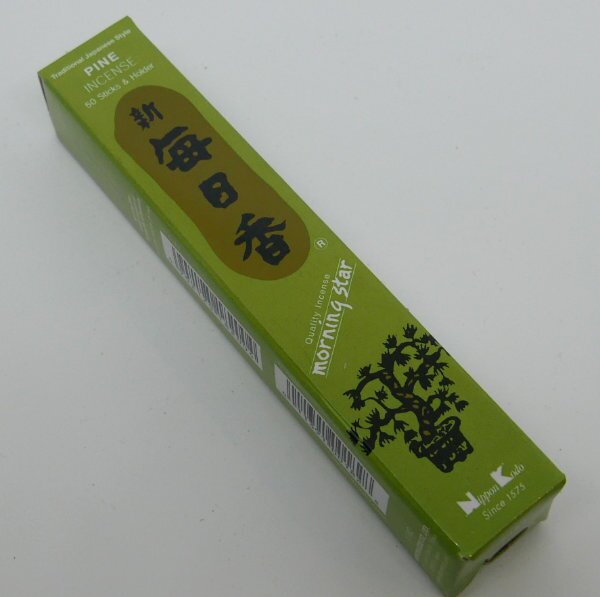 Traditional Japanese Style
PINE
INCENSE
50 Sticks & Holder
新
毎日香
®
Quality Incense
morning star
Nippon Kodo
Since 1575